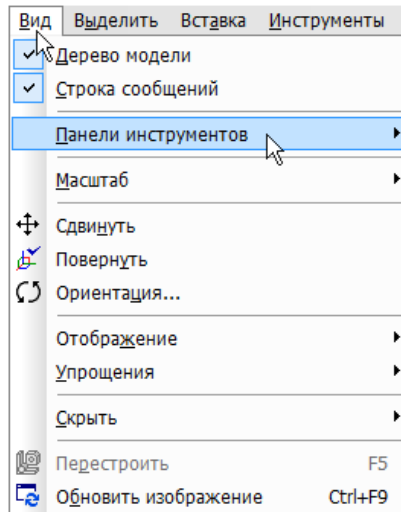 Вид Выделить Вставка Инструменты
Дерево модели
Строка сообщений
Панели инструментов
Масштаб
Сдвинуть
Повернуть
Ориентация...
Отображение
Упрощения
Скрыть
Перестроить F5
Обновить изображение Ctrl+F9